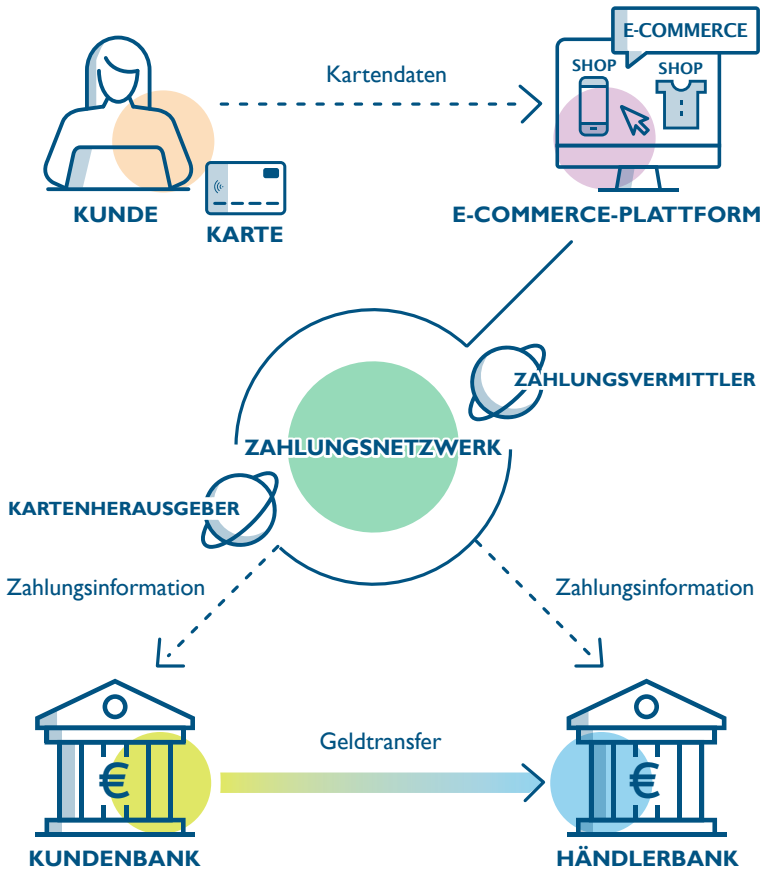 E-COMMERCE
SHOP
SHOP
Kartendaten
KUNDE
KARTE
E-COMMERCE-PLATTFORM
ZAHLUNGSVERMITTLER
ZAHLUNGSNETZWERK
KARTENHERAUSGEBER
Zahlungsinformation
Zahlungsinformation
Geldtransfer
€
€
KUNDENBANK
HÄNDLERBANK